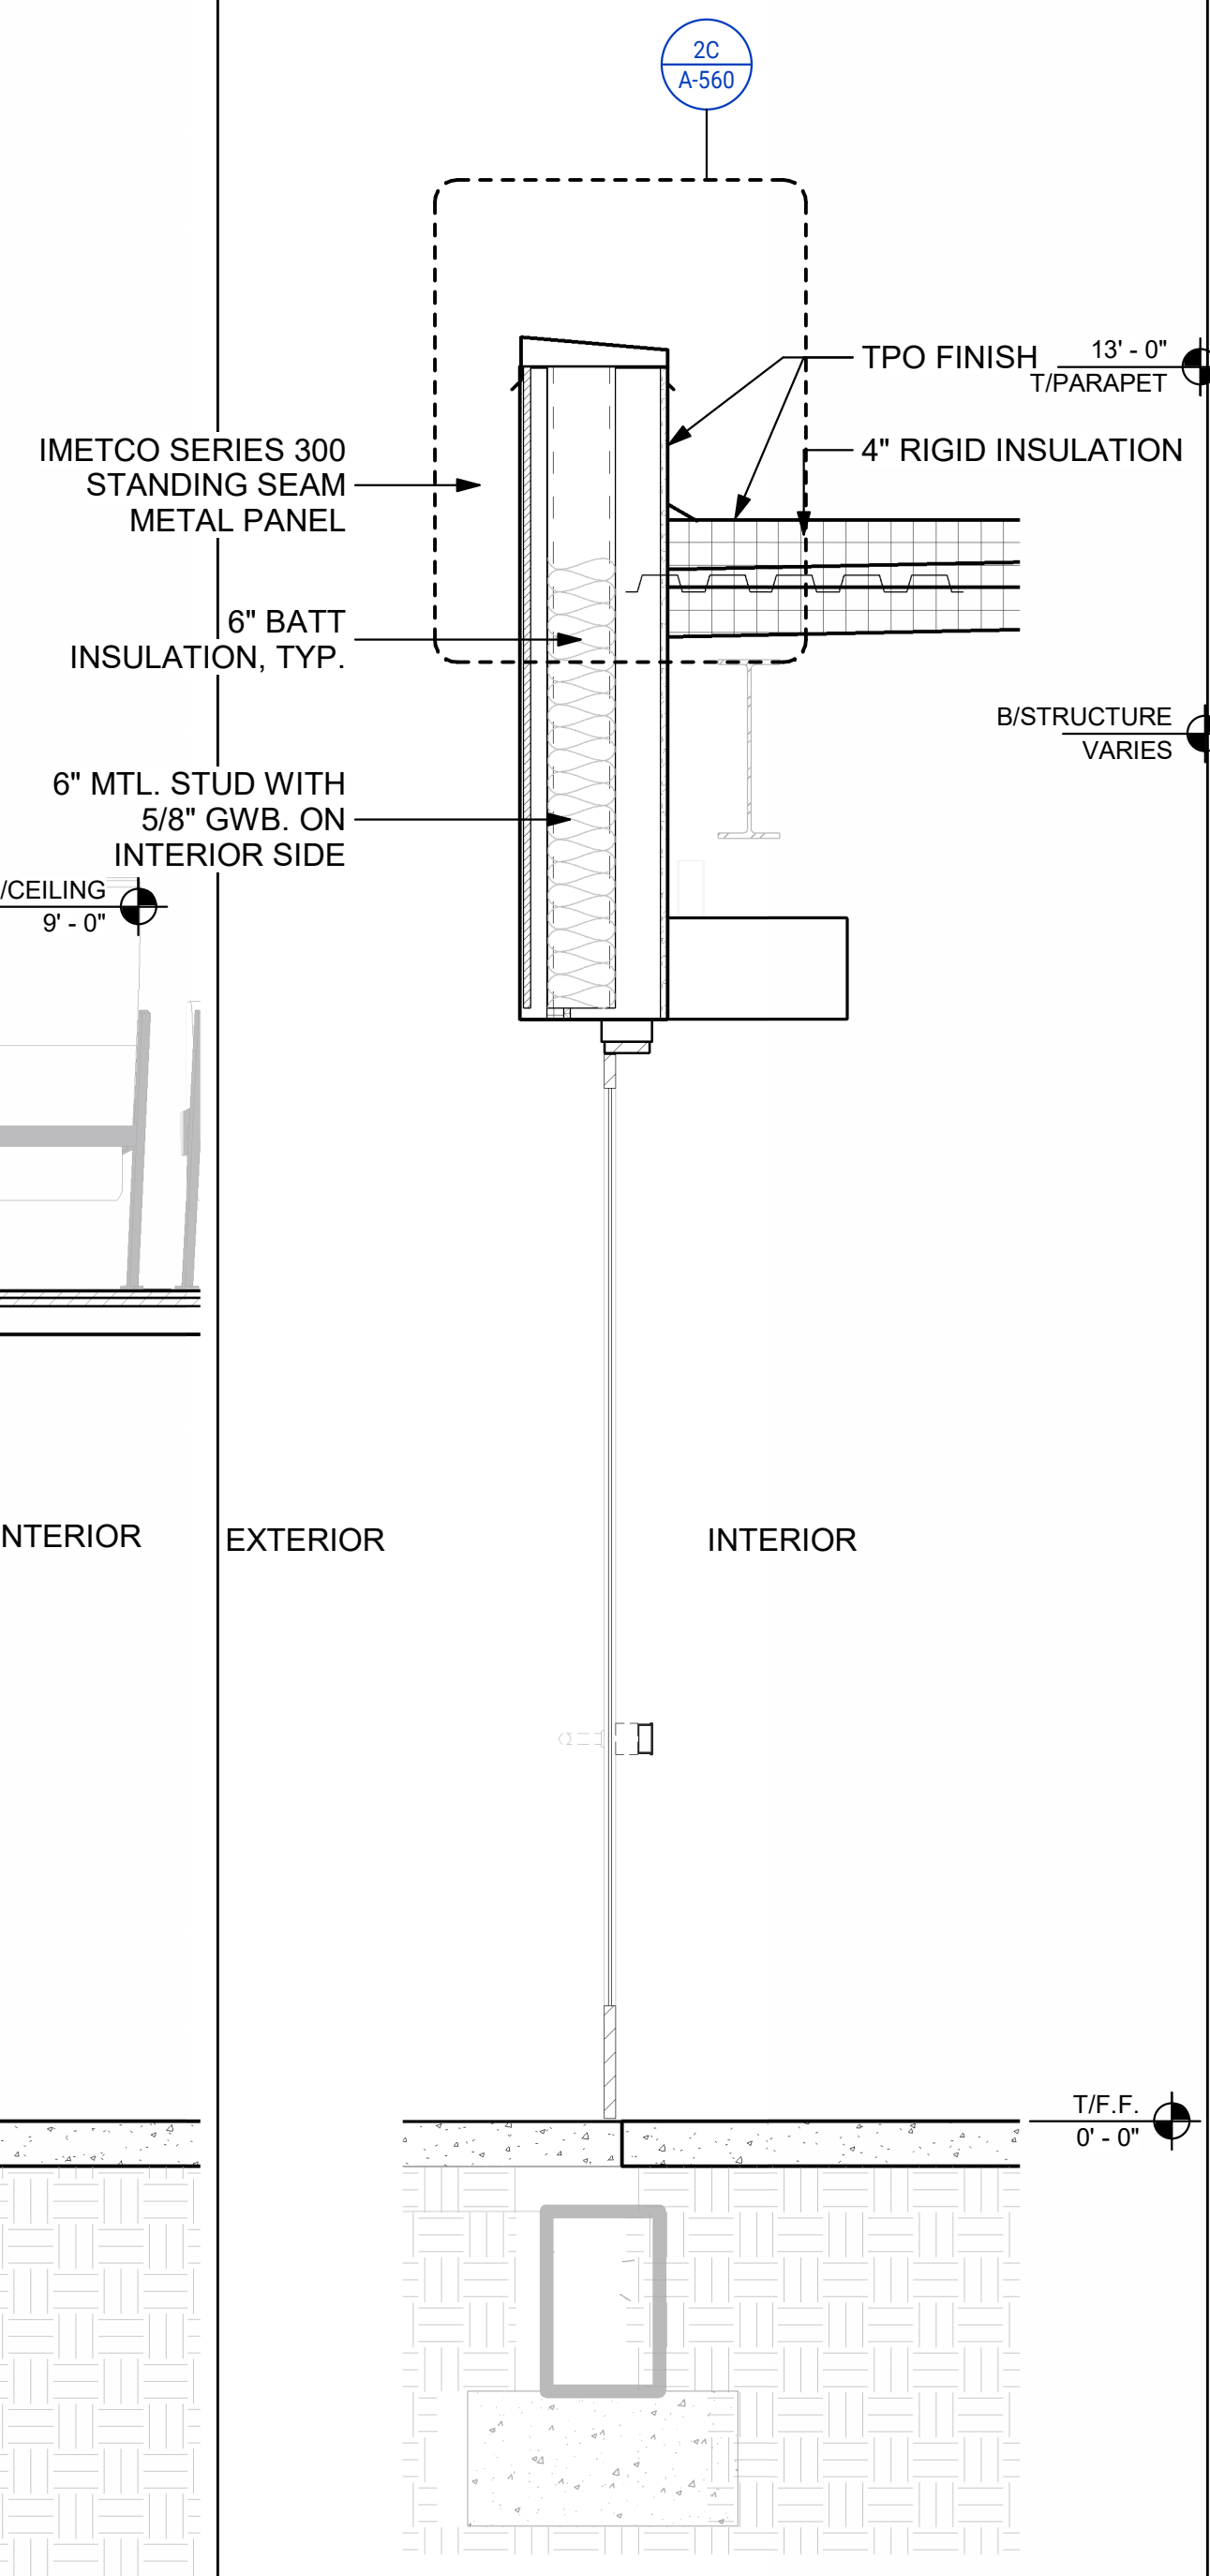 2C
A-560
TPO FINISH
13' - 0"
T/PARAPET
IMETCO SERIES 300
STANDING SEAM
METAL PANEL
4" RIGID INSULATION
6" BATT
INSULATION, TYP.
B/STRUCTURE
VARIES
6" MTL. STUD WITH
5/8" GWB. ON
INTERIOR SIDE
/CEILING
9' - 0"
NTERIOR
EXTERIOR
INTERIOR
T/F.F.
0' - 0"